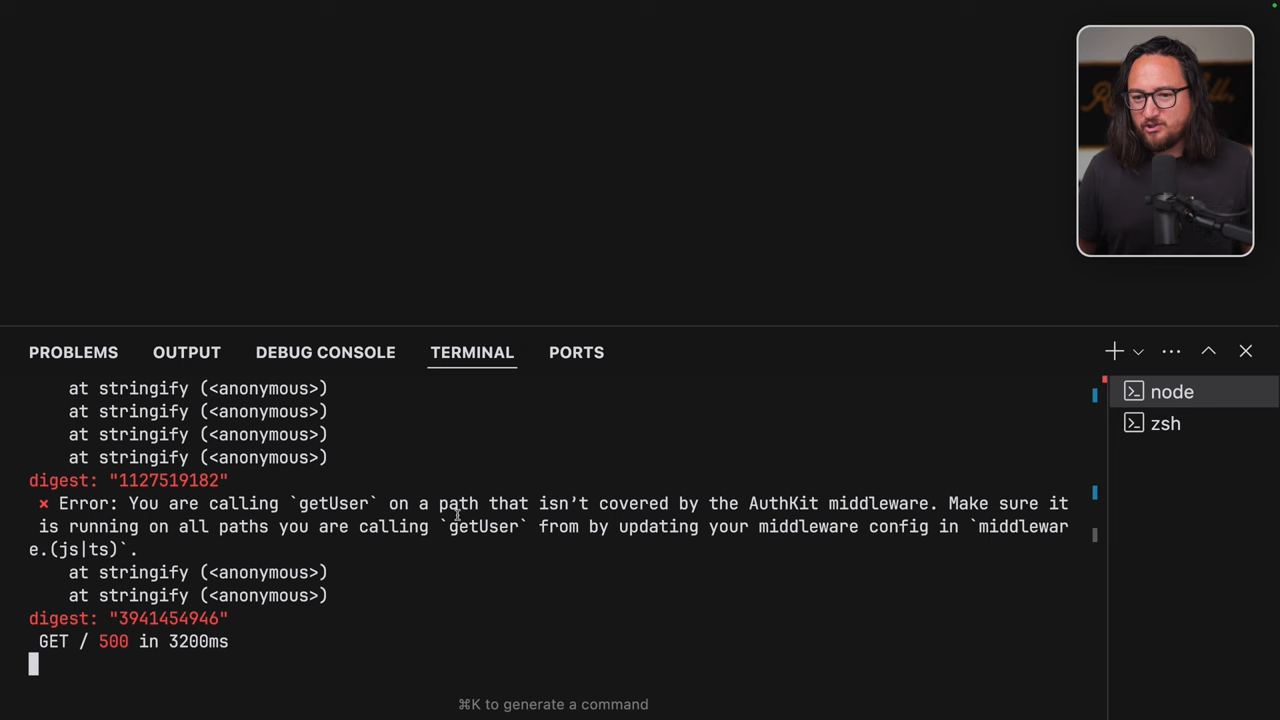 PROBLEMS OUTPUT DEBUG CONSOLE TERMINAL PORTS
at stringify (<anonymous>)
at stringify (<anonymous>)
at stringify (<anonymous>)
at stringify (<anonymous>)
digest: "1127519182"
× Error: You are calling `getUser` on a path that isn't covered by the AuthKit middleware. Make sure it
is running on all paths you are calling `getUser` from by updating your middleware config in `middlewar
e.(js|ts)`.
at stringify (<anonymous>)
at stringify (<anonymous>)
digest: "3941454946"
GET / 500 in 3200ms
⌘K to generate a command
node
zsh